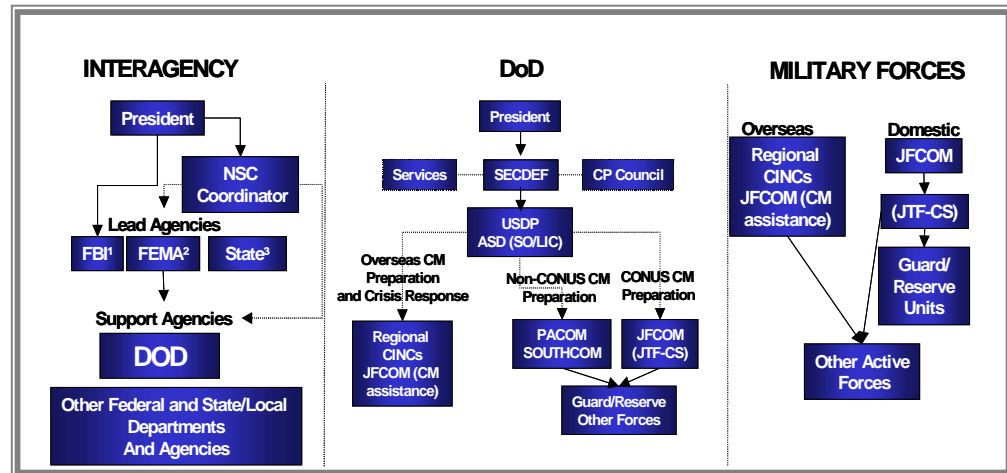 INTERAGENCY
President
NSC
Coordinator
Lead Agencies
FBI¹
FEMA²
State³
Support Agencies
DOD
Other Federal and State/Local
Departments
And Agencies
DoD
President
Services
SECDEF
CP Council
USDP
ASD (SO/LIC)
Overseas CM
Preparation
and Crisis Response
Non-CONUS CM
Preparation
CONUS CM
Preparation
Regional
CINCs
JFCOM (CM
assistance)
PACOM
SOUTHCOM
JFCOM
(JTF-CS)
Guard/Reserve
Other Forces
MILITARY FORCES
Overseas
Regional
CINCs
JFCOM (CM
assistance)
Domestic
JFCOM
(JTF-CS)
Guard/
Reserve
Units
Other Active
Forces